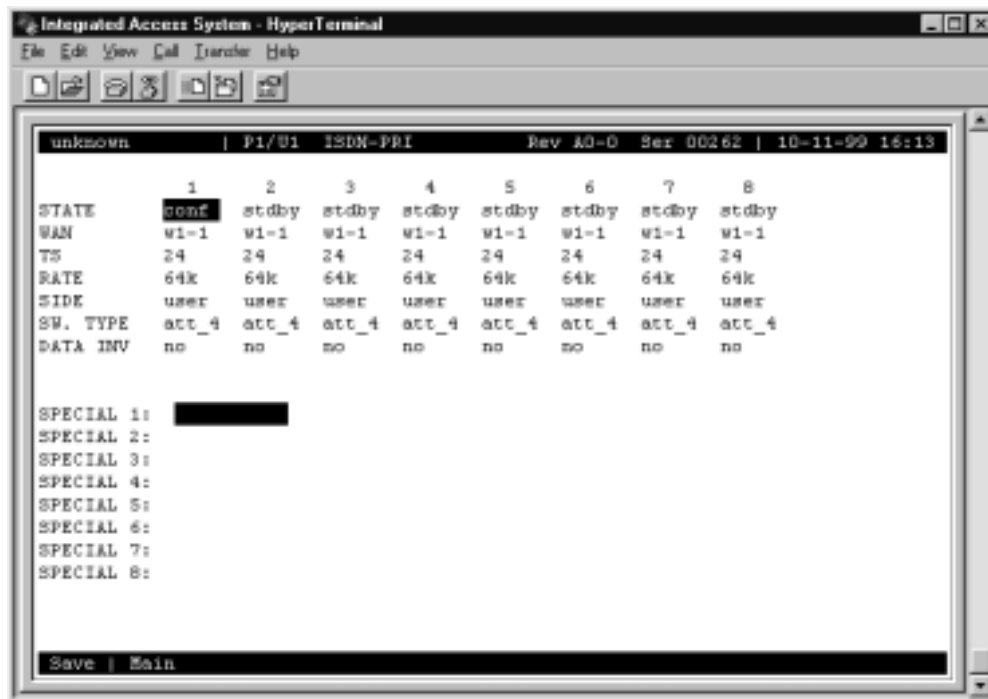 Integrated Access System - HyperTerminal
File Edit View Call Transfer Help
unknown | P1/U1 ISDN-PRI Rev A0-0 Ser 00262 | 10-11-99 16:13
1 2 3 4 5 6 7 8
STATE conf stdby stdby stdby stdby stdby stdby stdby
WAN w1-1 w1-1 w1-1 w1-1 w1-1 w1-1 w1-1 w1-1
TS 24 24 24 24 24 24 24 24
RATE 64k 64k 64k 64k 64k 64k 64k 64k
SIDE user user user user user user user user
SW. TYPE att_4 att_4 att_4 att_4 att_4 att_4 att_4 att_4
DATA INV no no no no no no no no
SPECIAL 1:
SPECIAL 2:
SPECIAL 3:
SPECIAL 4:
SPECIAL 5:
SPECIAL 6:
SPECIAL 7:
SPECIAL 8:
Save | Main